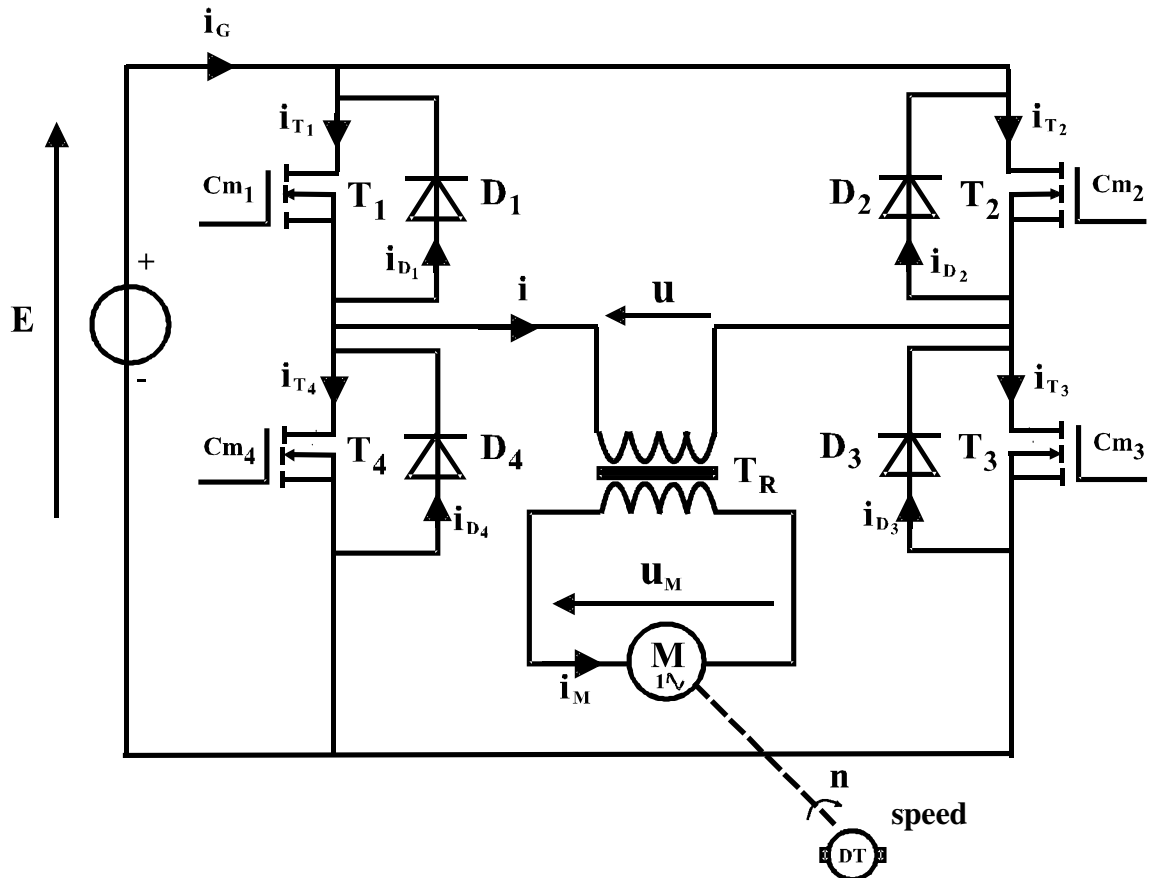 iG
iT1
iT2
Cm1
T1
D1
D2
T2
Cm2
iD1
iD2
+
E
-
i
u
iT4
iT3
Cm4
T4
D4
D3
T3
Cm3
TR
iD4
iD3
uM
M
1
iM
n
speed
DT